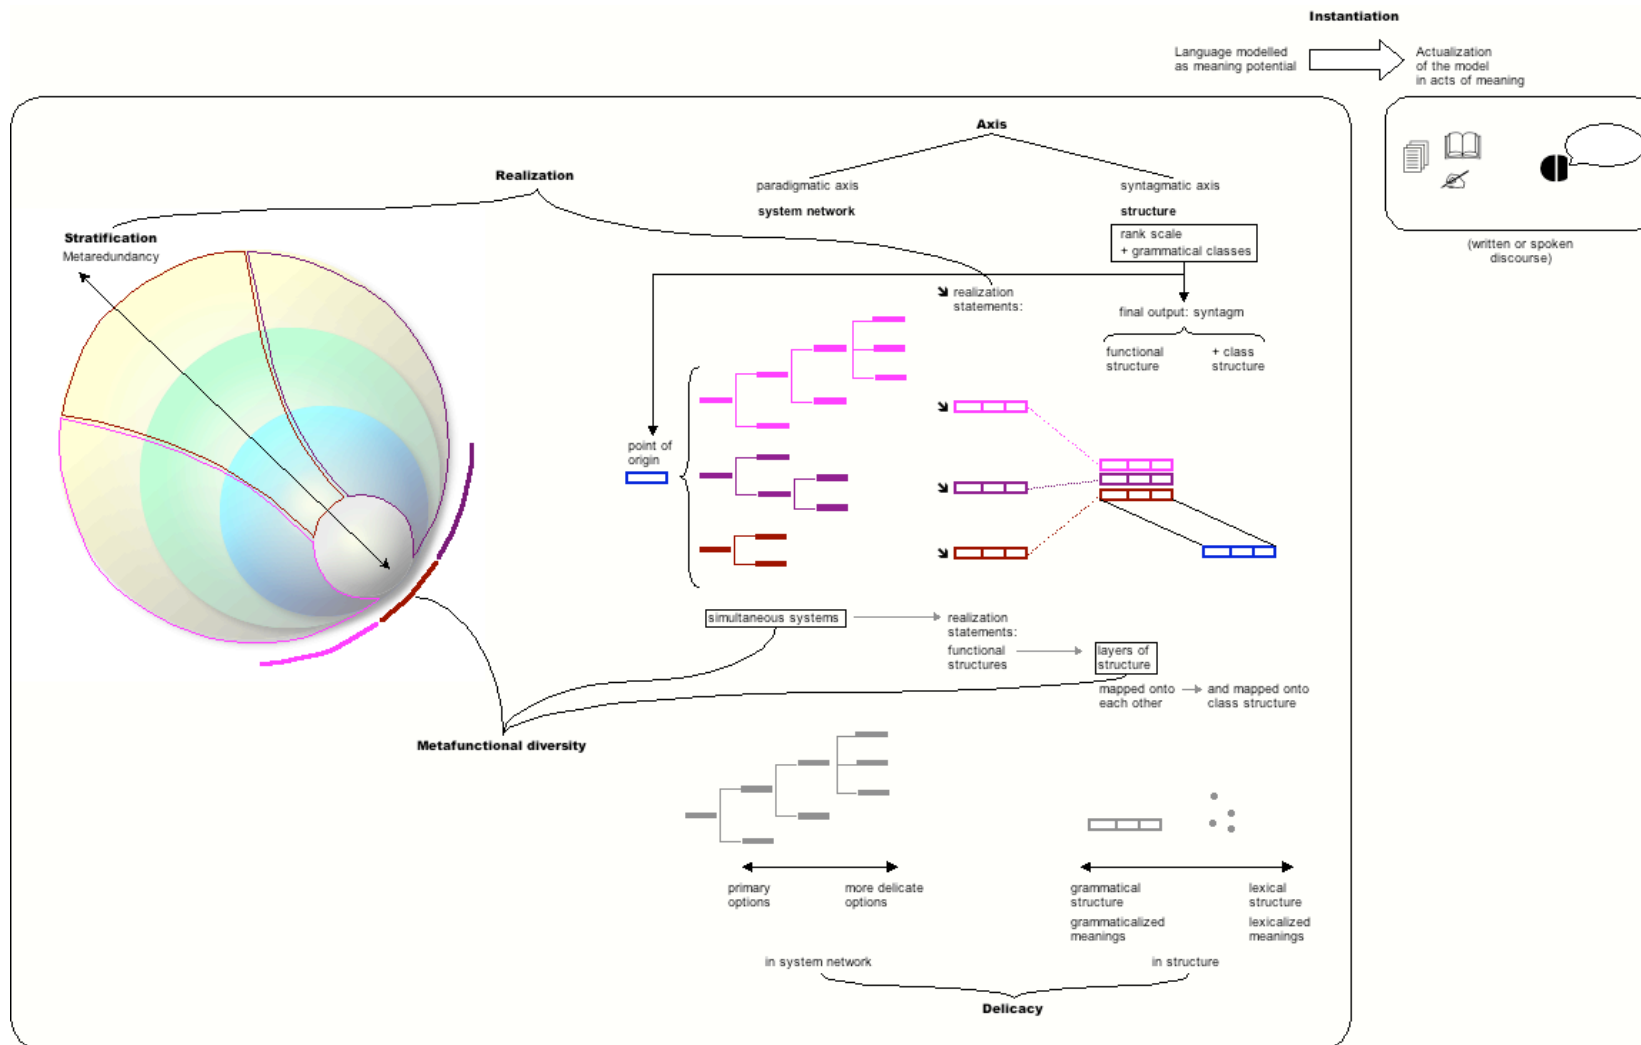 Instantiation
Language modelled
as meaning potential
Actualization
of the model
in acts of meaning
Axis
Realization
paradigmatic axis
syntagmatic axis
system network
structure
Stratification
Metaredundancy
rank scale
+ grammatical classes
(written or spoken
discourse)
realization
statements:
final output: syntagm
functional
structure
+ class
structure
point of
origin
simultaneous systems
realization
statements:
functional
structures
layers of
structure
mapped onto
each other
and mapped onto
class structure
Metafunctional diversity
primary
options
more delicate
options
grammatical
structure
lexical
structure
grammaticalized
meanings
lexicalized
meanings
in system network
in structure
Delicacy